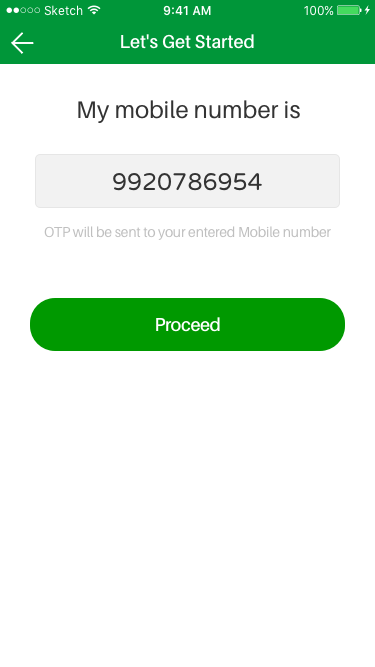 Sketch 9:41 AM 100%
Let's Get Started
My mobile number is
9920786954
OTP will be sent to your entered Mobile number
Proceed